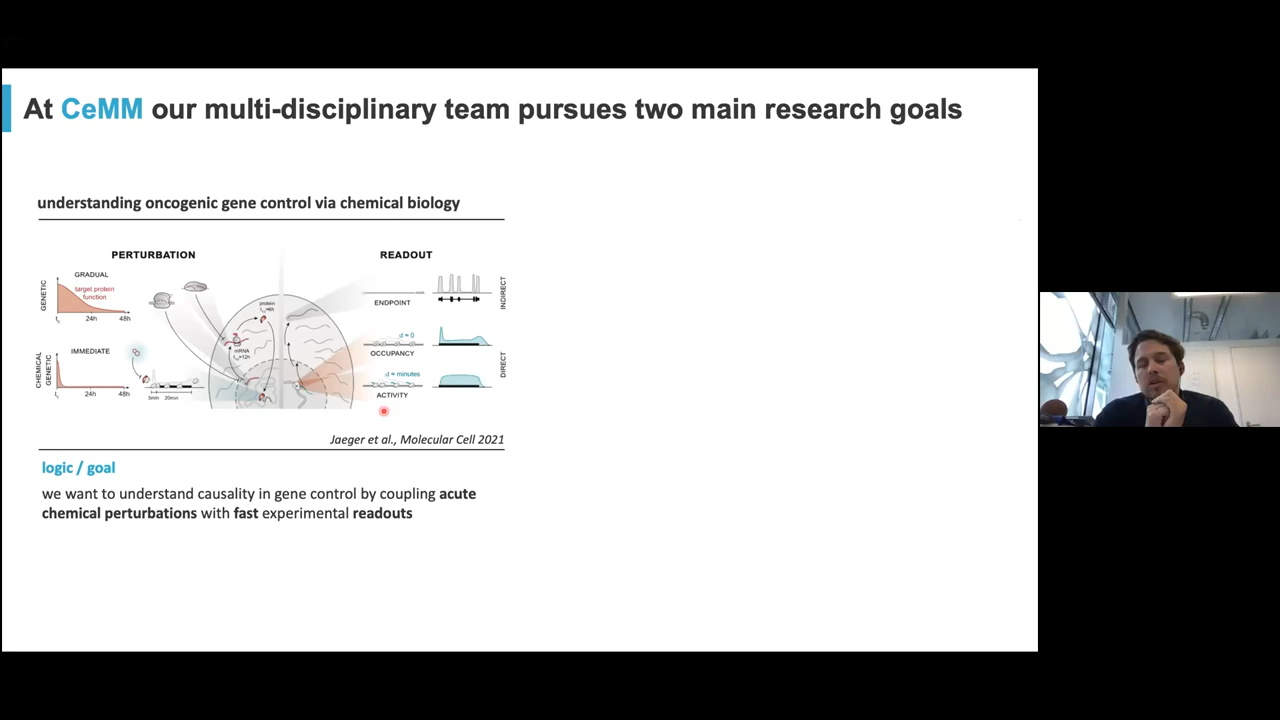 At CeMM our multi-disciplinary team pursues two main research goals
understanding oncogenic gene control via chemical biology
PERTURBATION
READOUT
GENETIC
GRADUAL
target protein
function
t0
24h
48h
CHEMICAL
GENETIC
IMMEDIATE
t0
24h
48h
5min
20min
protein
mRNA
ENDPOINT
INDIRECT
OCCUPANCY
DIRECT
ACTIVITY
Jaeger et al., Molecular Cell 2021
logic / goal
we want to understand causality in gene control by coupling acute
chemical perturbations with fast experimental readouts